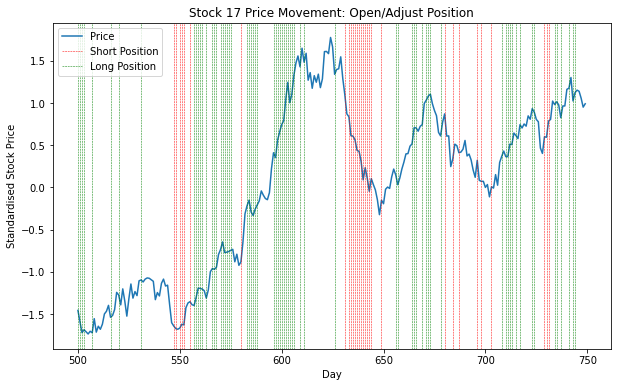 Stock 17 Price Movement: Open/Adjust Position
Price
Short Position
Long Position
Standardised Stock Price
1.5
1.0
0.5
0.0
−0.5
−1.0
−1.5
500 550 600 650 700 750
Day